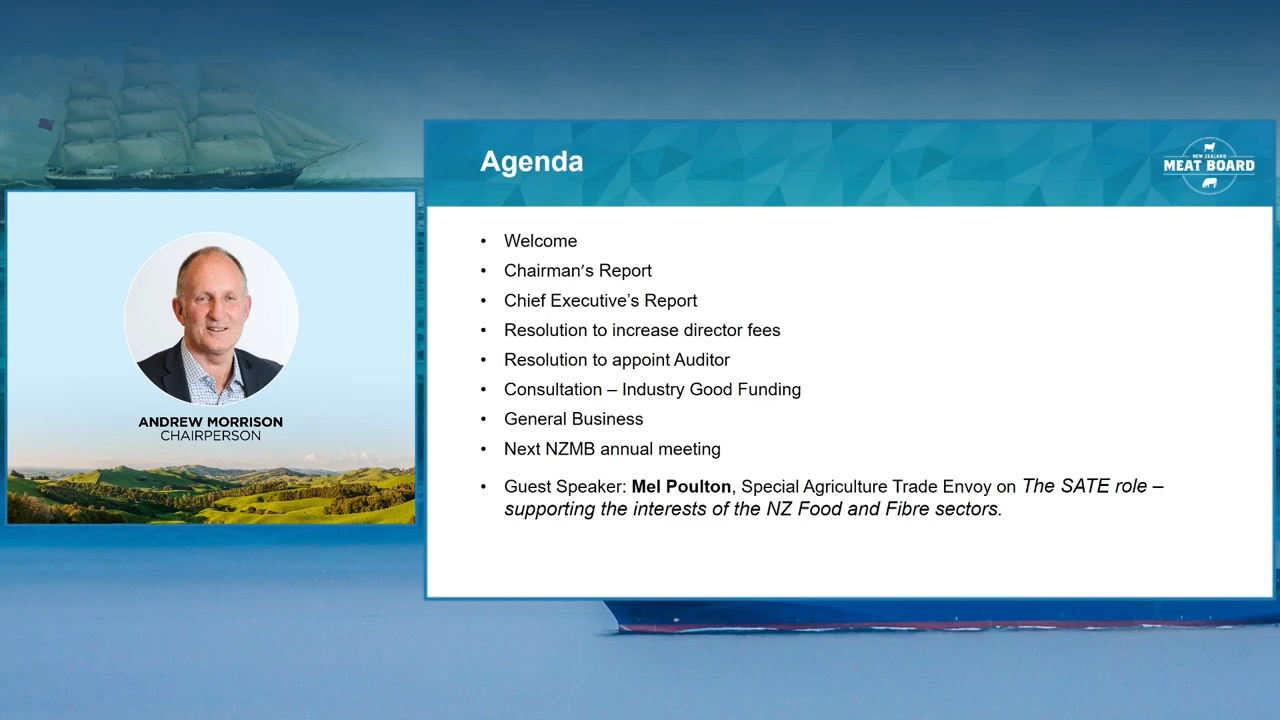 Agenda
NEW ZEALAND
MEAT BOARD
ANDREW MORRISON
CHAIRPERSON
• Welcome
• Chairman’s Report
• Chief Executive’s Report
• Resolution to increase director fees
• Resolution to appoint Auditor
• Consultation – Industry Good Funding
• General Business
• Next NZMB annual meeting
• Guest Speaker: Mel Poulton, Special Agriculture Trade Envoy on The SATE role –
supporting the interests of the NZ Food and Fibre sectors.